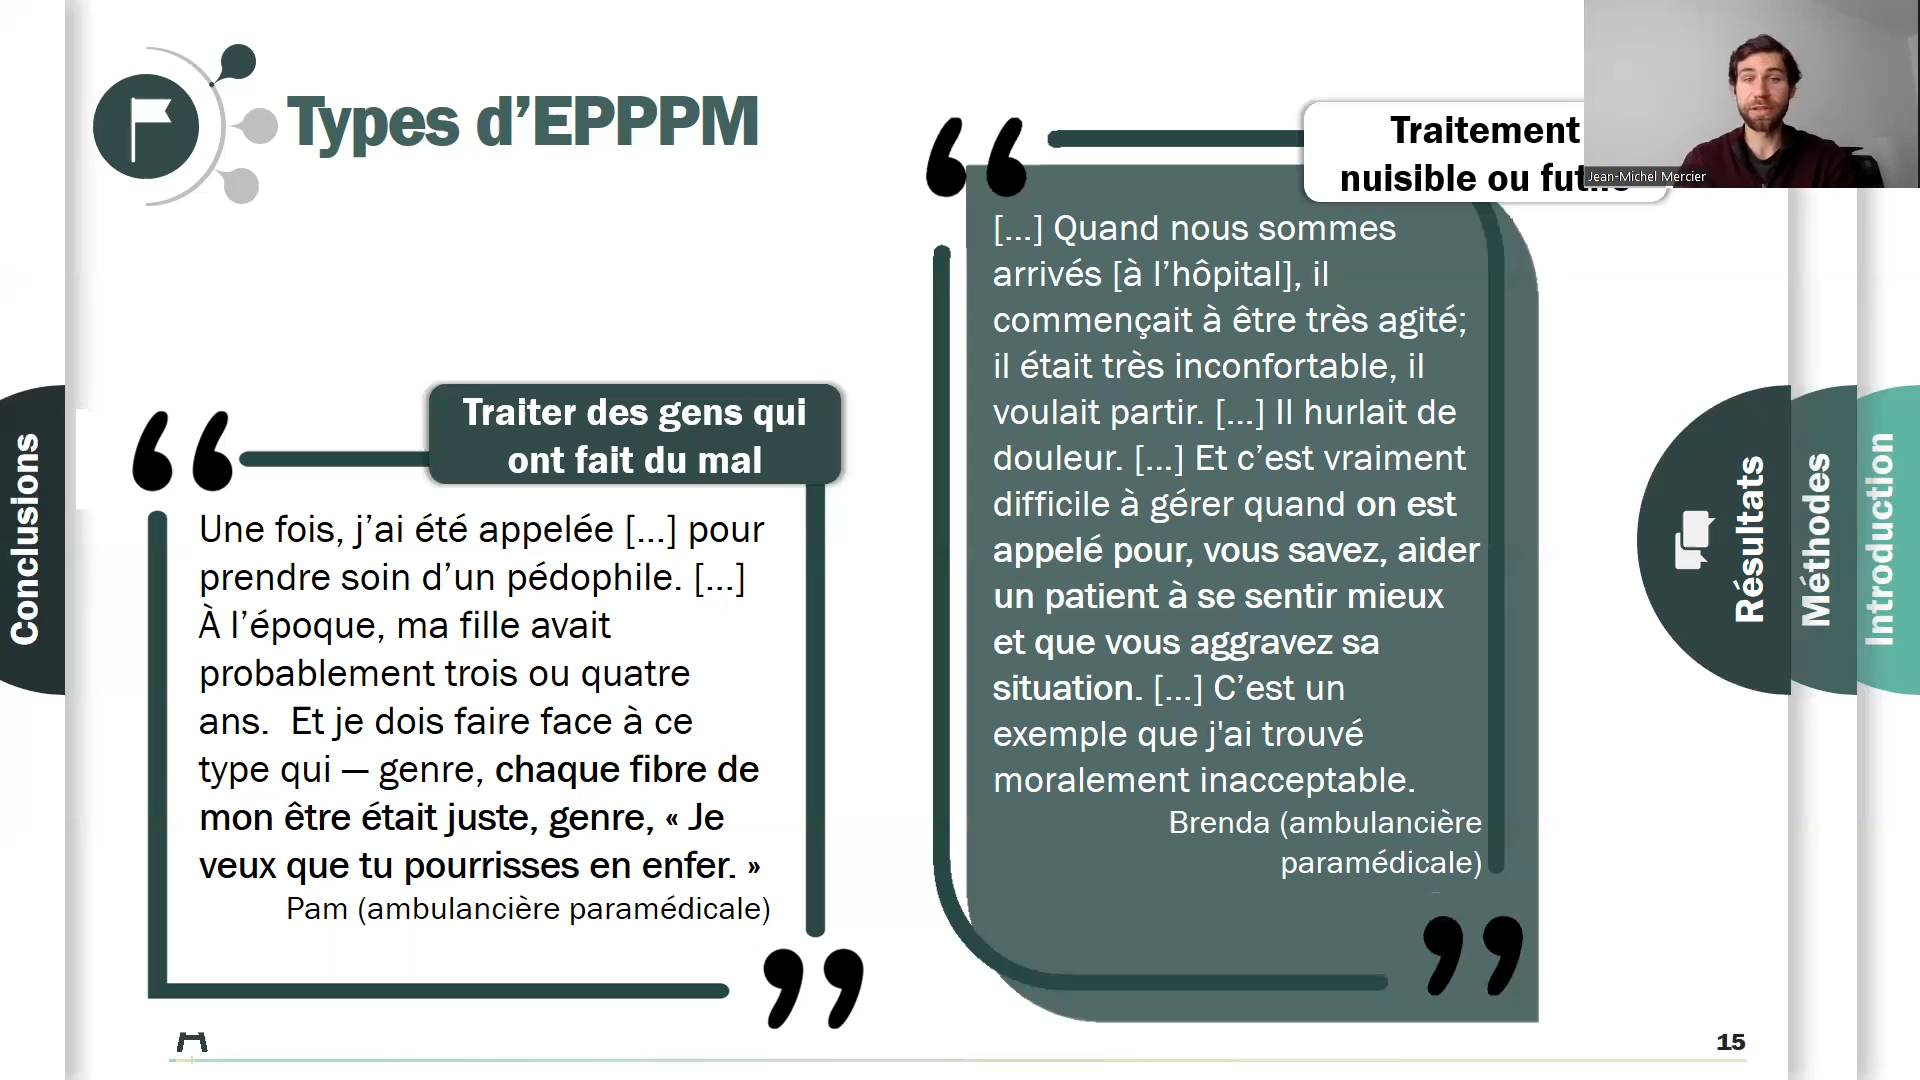 Types d’EPPPM
Traiter des gens qui
ont fait du mal
Une fois, j’ai été appelée [...] pour
prendre soin d’un pédophile. [...]
À l’époque, ma fille avait
probablement trois ou quatre
ans.  Et je dois faire face à ce
type qui — genre, chaque fibre de
mon être était juste, genre, « Je
veux que tu pourrisses en enfer. »
Pam (ambulancière paramédicale)
Traitement
nuisible ou
[...] Quand nous sommes
arrivés [à l’hôpital], il
commençait à être très agité;
il était très inconfortable, il
voulait partir. [...] Il hurlait de
douleur. [...] Et c’est vraiment
difficile à gérer quand on est
appelé pour, vous savez, aider
un patient à se sentir mieux
et que vous aggravez sa
situation. [...] C’est un
exemple que j'ai trouvé
moralement inacceptable.
Brenda (ambulancière
paramédicale)
Jean-Michel Mercier
Conclusions
Résultats
Méthodes
Introduction
15